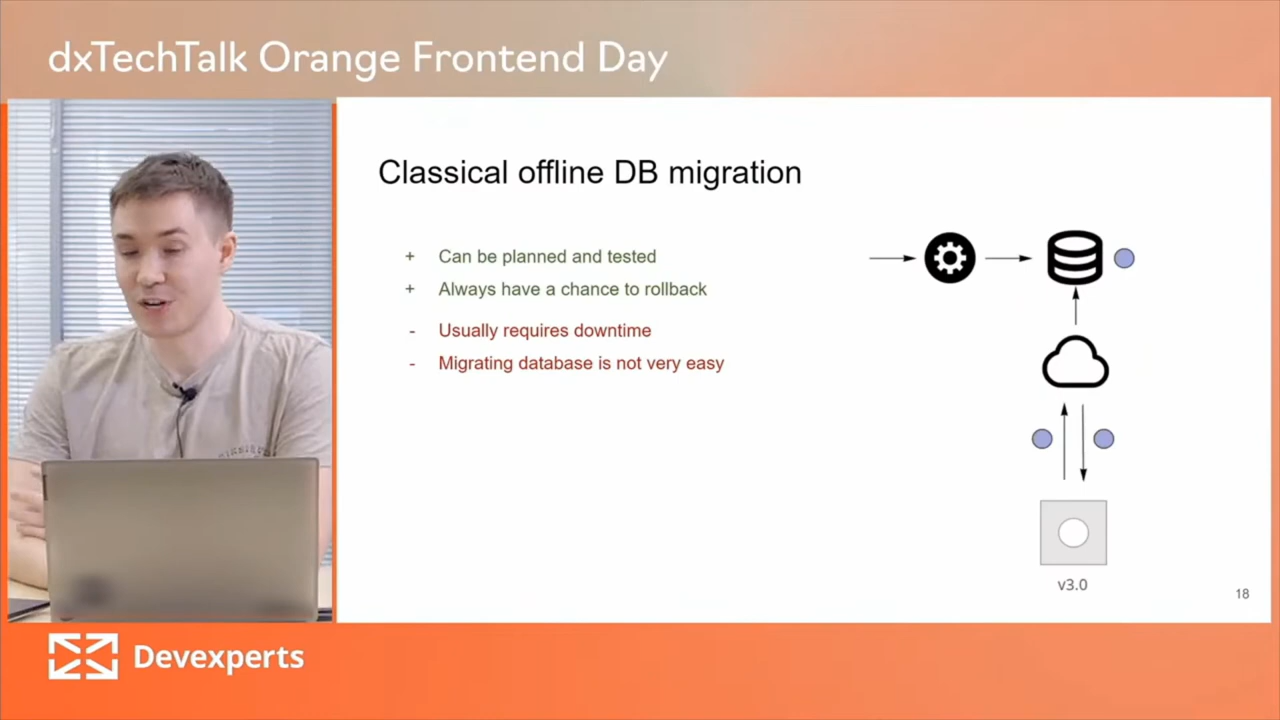 dxTechTalk Orange Frontend Day
Classical offline DB migration
+ Can be planned and tested
+ Always have a chance to rollback
- Usually requires downtime
- Migrating database is not very easy
v3.0
18
Devexperts